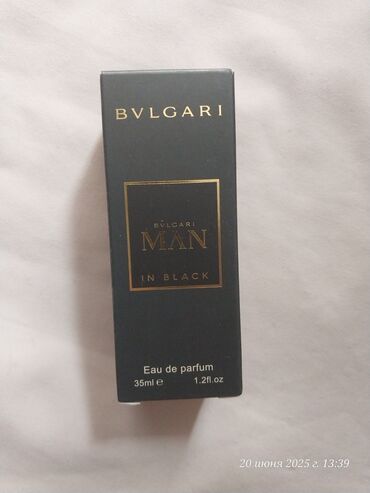 BVLGARI
BVLGARI
MAN
IN BLACK
Eau de parfum
35ml e 1.2fl.oz
20 июня 2025 г. 13:39